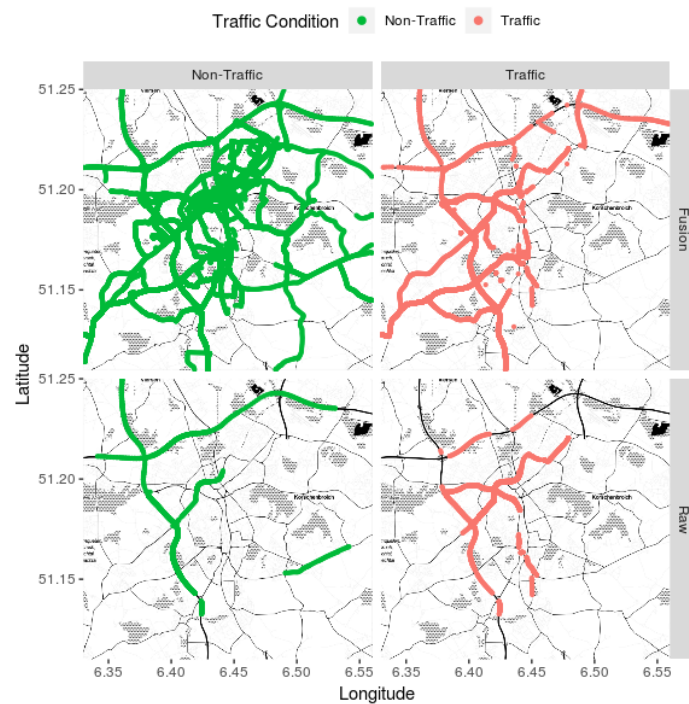 Traffic Condition Non-Traffic Traffic
Non-Traffic Traffic
51.25
51.20
51.15
Korschenbroich Korschenbroich
Fusion
51.25
51.20
51.15
Korschenbroich Korschenbroich
Raw
Latitude
6.35 6.40 6.45 6.50 6.55 6.35 6.40 6.45 6.50 6.55
Longitude